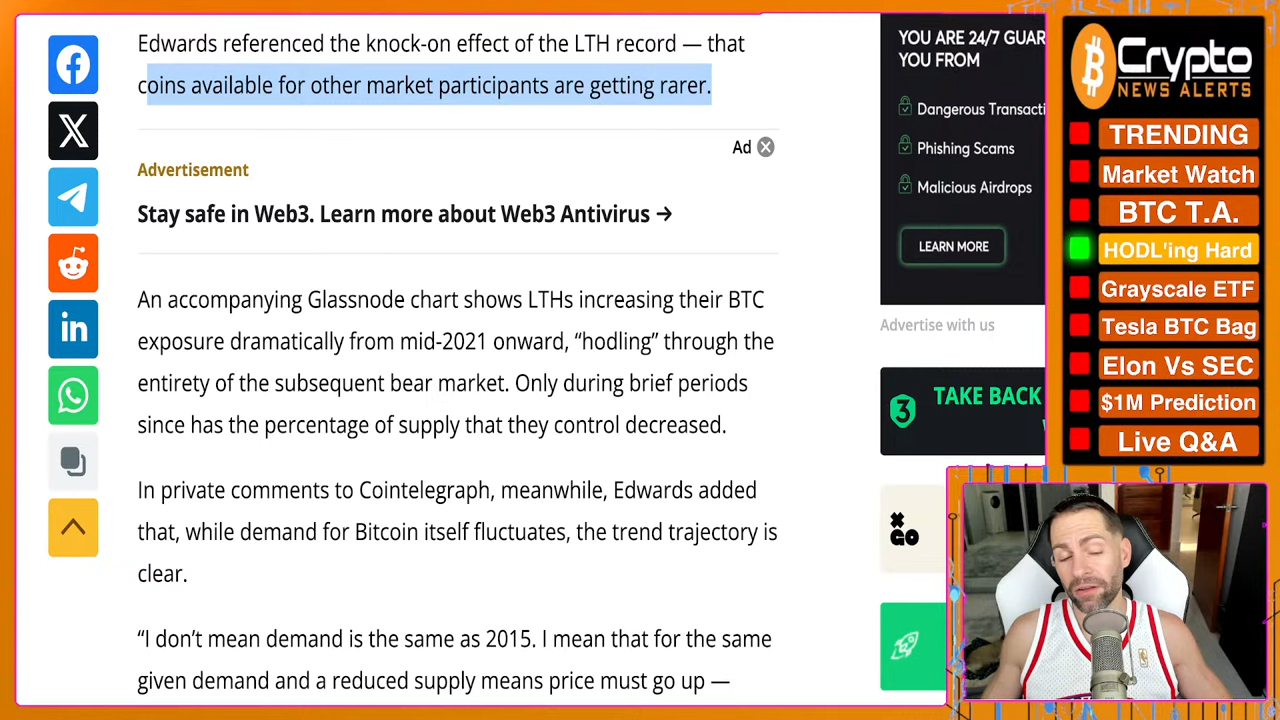 Edwards referenced the knock-on effect of the LTH record — that
coins available for other market participants are getting rarer.
Ad
Advertisement
Stay safe in Web3. Learn more about Web3 Antivirus →
An accompanying Glassnode chart shows LTHs increasing their BTC
exposure dramatically from mid-2021 onward, “hodling” through the
entirety of the subsequent bear market. Only during brief periods
since has the percentage of supply that they control decreased.
In private comments to Cointelegraph, meanwhile, Edwards added
that, while demand for Bitcoin itself fluctuates, the trend trajectory is
clear.
“I don’t mean demand is the same as 2015. I mean that for the same
given demand and a reduced supply means price must go up —
in
YOU ARE 24/7 GUAR
YOU FROM
Dangerous Transacti
Phishing Scams
Malicious Airdrops
LEARN MORE
Advertise with us
3
TAKE BACK
GO
Crypto
NEWS ALERTS
TRENDING
Market Watch
BTC T.A.
HODL'ing Hard
Grayscale ETF
Tesla BTC Bag
Elon Vs SEC
$1M Prediction
Live Q&A